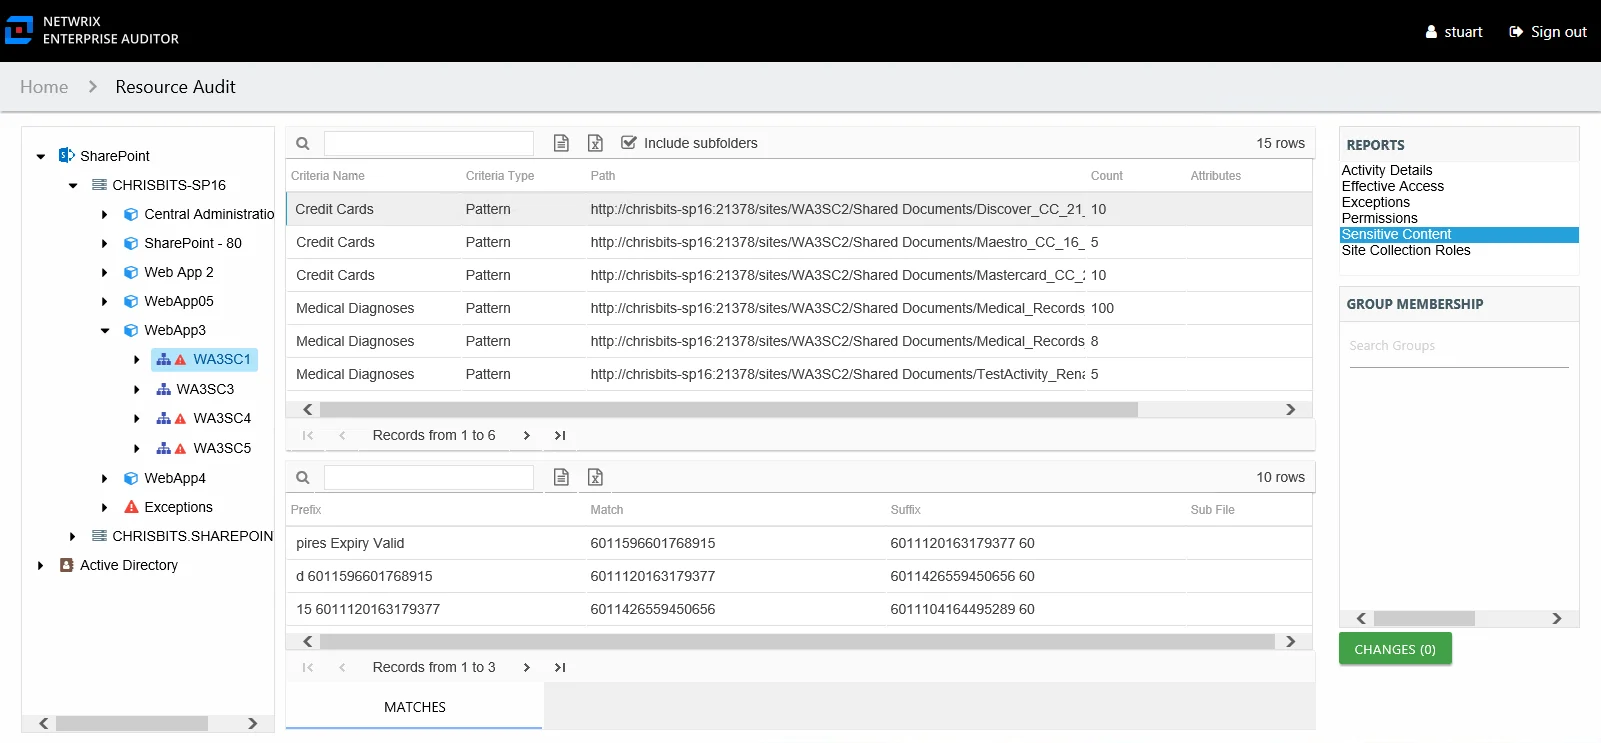 NETWRIX
ENTERPRISE AUDITOR
stuart
Sign out
Home
Resource Audit
SharePoint
CHRISBITS-SP16
Central Administratio
SharePoint - 80
Web App 2
WebApp05
WebApp3
WA3SC1
WA3SC3
WA3SC4
WA3SC5
WebApp4
Exceptions
CHRISBITS.SHAREPOIN
Active Directory
Include subfolders
15 rows
Criteria Name Criteria Type Path Count Attributes
Credit Cards Pattern http://chrisbits-sp16:21378/sites/WA3SC2/Shared Documents/Discover_CC_21_ 10
Credit Cards Pattern http://chrisbits-sp16:21378/sites/WA3SC2/Shared Documents/Maestro_CC_16_ 5
Credit Cards Pattern http://chrisbits-sp16:21378/sites/WA3SC2/Shared Documents/Mastercard_CC_2 10
Medical Diagnoses Pattern http://chrisbits-sp16:21378/sites/WA3SC2/Shared Documents/Medical_Records 100
Medical Diagnoses Pattern http://chrisbits-sp16:21378/sites/WA3SC2/Shared Documents/Medical_Records 8
Medical Diagnoses Pattern http://chrisbits-sp16:21378/sites/WA3SC2/Shared Documents/TestActivity_Rena 5
Records from 1 to 6
10 rows
Prefix Match Suffix Sub File
pires Expiry Valid 6011596601768915 6011120163179377 60
d 6011596601768915 6011120163179377 6011426559450656 60
15 6011120163179377 6011426559450656 6011104164495289 60
Records from 1 to 3
MATCHES
REPORTS
Activity Details
Effective Access
Exceptions
Permissions
Sensitive Content
Site Collection Roles
GROUP MEMBERSHIP
Search Groups
CHANGES (0)